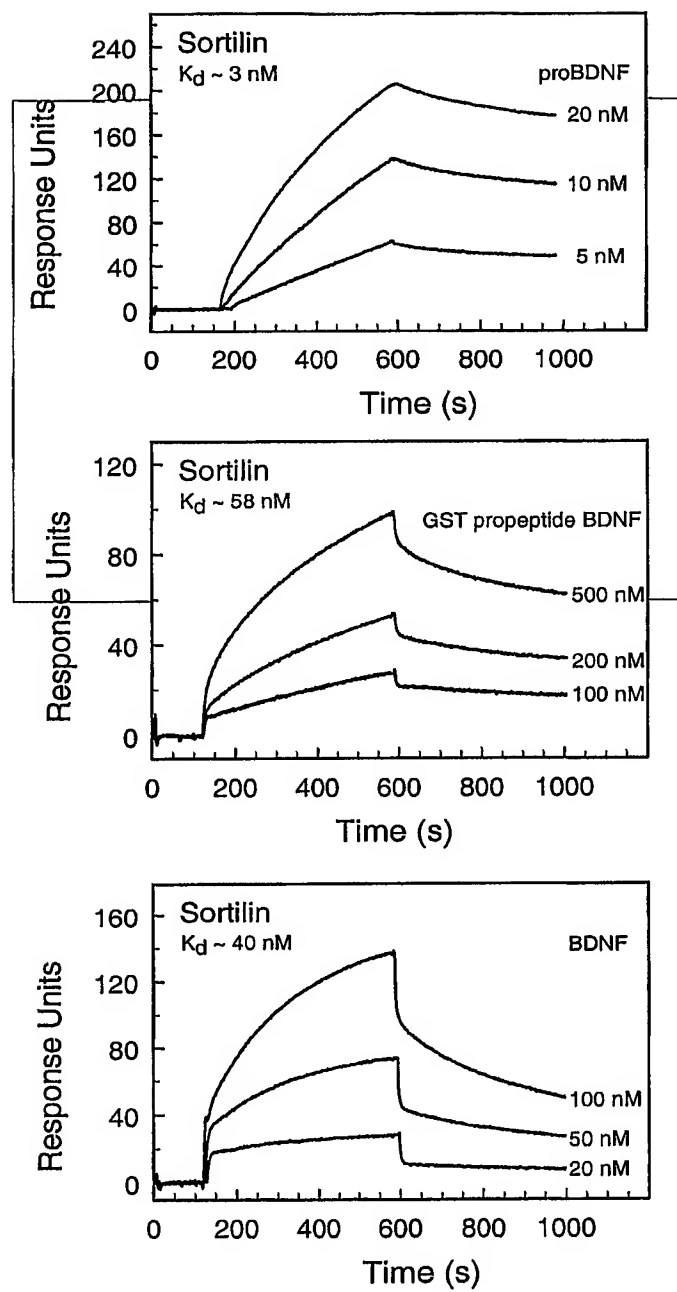 Sortilin
Kd ~ 3 nM
proBDNF
240
200
160
120
80
40
0
20 nM
10 nM
5 nM
Response Units
0 200 400 600 800 1000
Time (s)
Sortilin
Kd ~ 58 nM
GST propeptide BDNF
120
80
40
0
500 nM
200 nM
100 nM
Response Units
0 200 400 600 800 1000
Time (s)
Sortilin
Kd ~ 40 nM
BDNF
160
120
80
40
0
100 nM
50 nM
20 nM
Response Units
0 200 400 600 800 1000
Time (s)